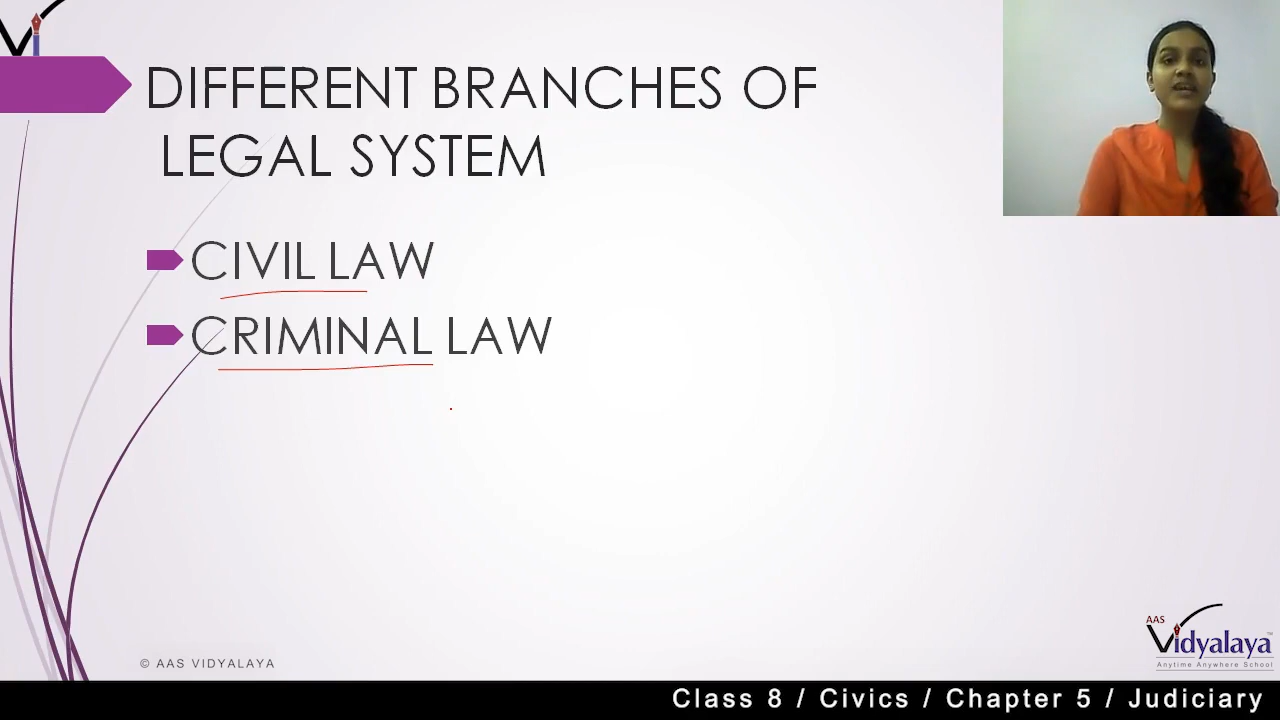 DIFFERENT BRANCHES OF
LEGAL SYSTEM
CIVIL LAW
CRIMINAL LAW
© AAS VIDYALAYA
AAS
Vidyalaya
Anytime Anywhere School
Class 8 / Civics / Chapter 5 / Judiciary